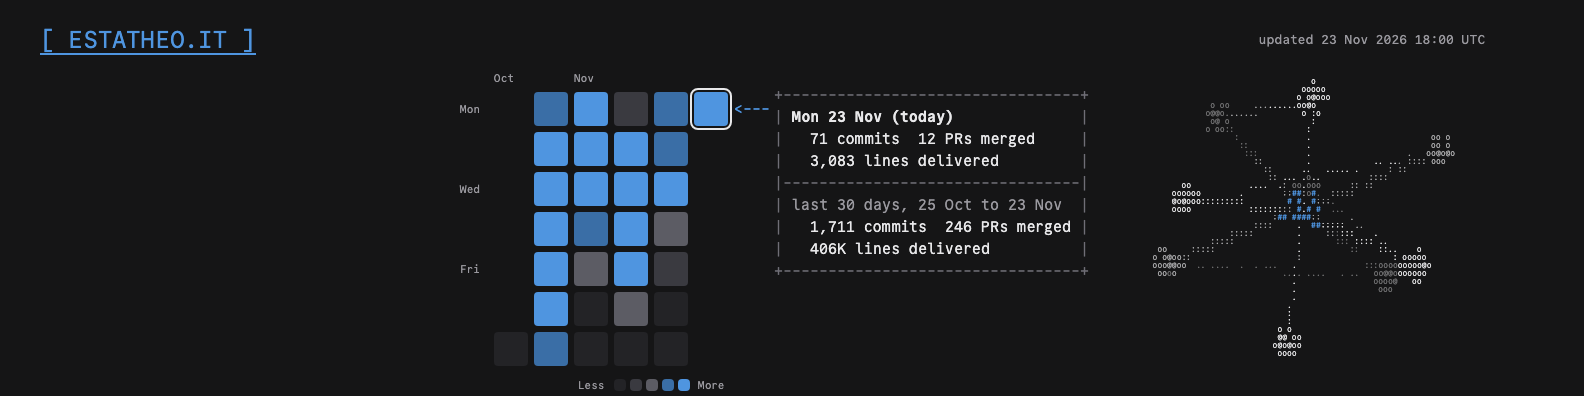 [ ESTATHEO.IT ]
updated 23 Nov 2026 18:00 UTC
Oct Nov
Mon
Wed
Fri
Less More
<---
Mon 23 Nov (today)
71 commits 12 PRs merged
3,083 lines delivered
last 30 days, 25 Oct to 23 Nov
1,711 commits 246 PRs merged
406K lines delivered